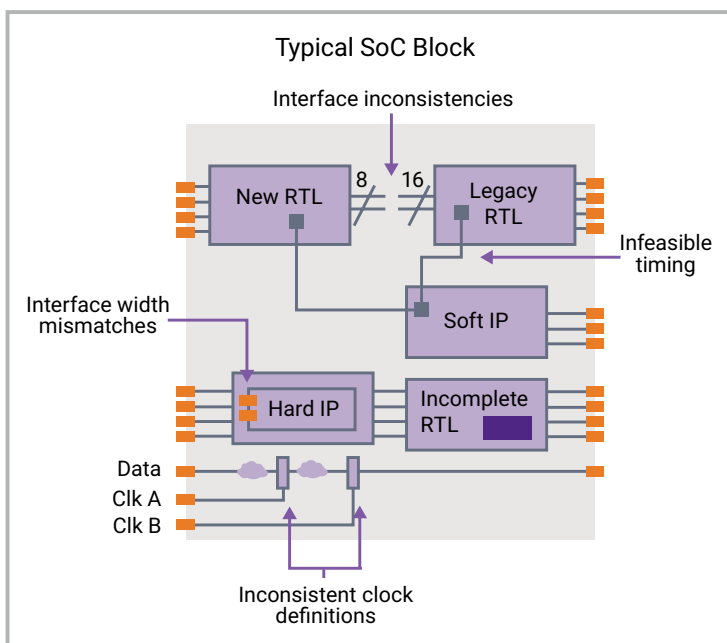 Typical SoC Block
Interface inconsistencies
New RTL
8
16
Legacy
RTL
Infeasible
timing
Interface width
mismatches
Soft IP
Hard IP
Incomplete
RTL
Data
Clk A
Clk B
Inconsistent clock
definitions